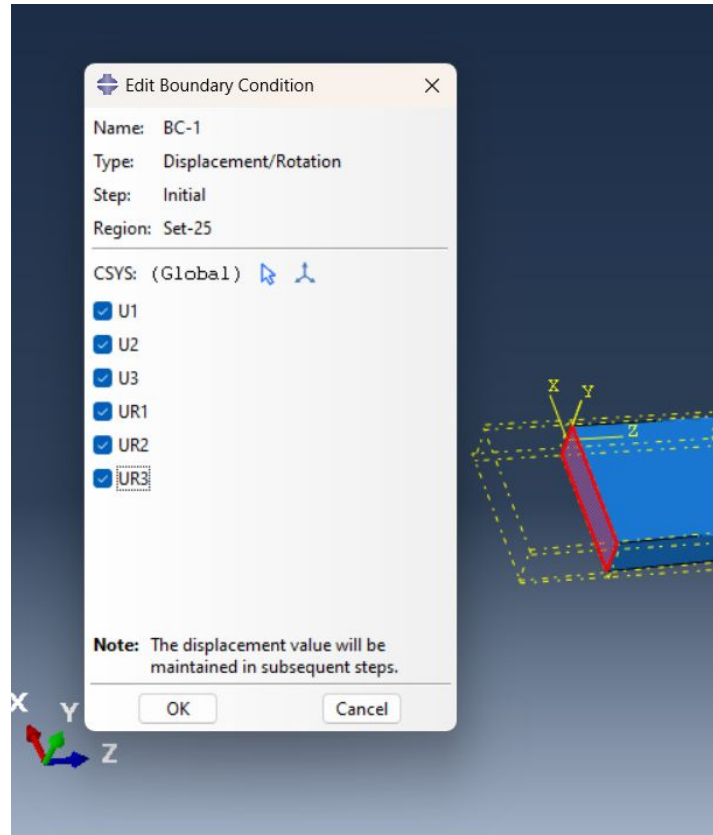 Edit Boundary Condition
Name: BC-1
Type: Displacement/Rotation
Step: Initial
Region: Set-25
CSYS: (Global)
U1
U2
U3
UR1
UR2
UR3
Note: The displacement value will be
maintained in subsequent steps.
OK Cancel
X Y
Z
X Y
Z